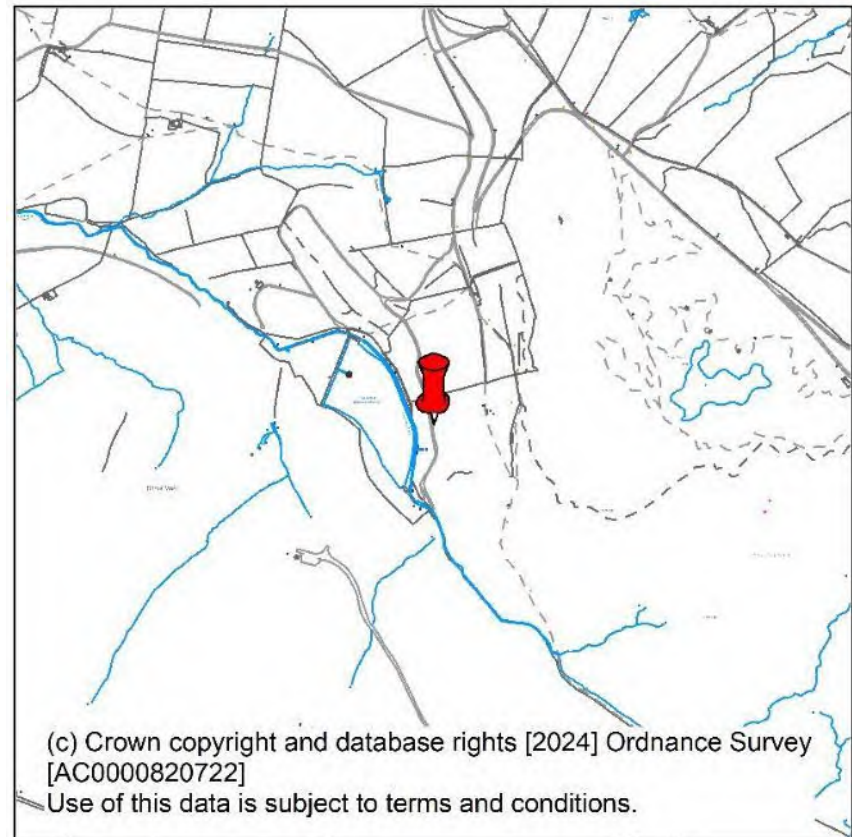 (c) Crown copyright and database rights [2024] Ordnance Survey
[AC0000820722]
Use of this data is subject to terms and conditions.